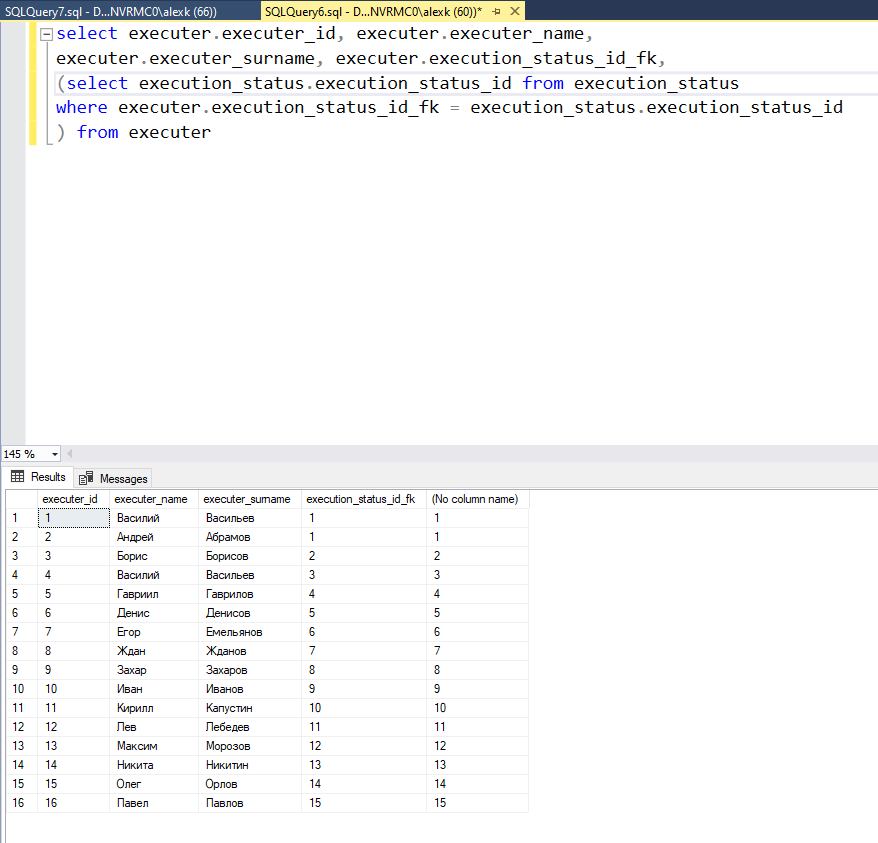 SQLQuery7.sql - D...NVRMC0\alexk (66)) SQLQuery6.sql - D...NVRMC0\alexk (60))*
select executer.executer_id, executer.executer_name,
executer.executer_surname, executer.execution_status_id_fk,
(select execution_status.execution_status_id from execution_status
where executer.execution_status_id_fk = execution_status.execution_status_id
) from executer
145 %
Results Messages
executer_id executer_name executer_surname execution_status_id_fk (No column name)
1 1 Василий Васильев 1 1
2 2 Андрей Абрамов 1 1
3 3 Борис Борисов 2 2
4 4 Василий Васильев 3 3
5 5 Гавриил Гаврилов 4 4
6 6 Денис Денисов 5 5
7 7 Егор Емельянов 6 6
8 8 Ждан Жданов 7 7
9 9 Захар Захаров 8 8
10 10 Иван Иванов 9 9
11 11 Кирилл Капустин 10 10
12 12 Лев Лебедев 11 11
13 13 Максим Морозов 12 12
14 14 Никита Никитин 13 13
15 15 Олег Орлов 14 14
16 16 Павел Павлов 15 15